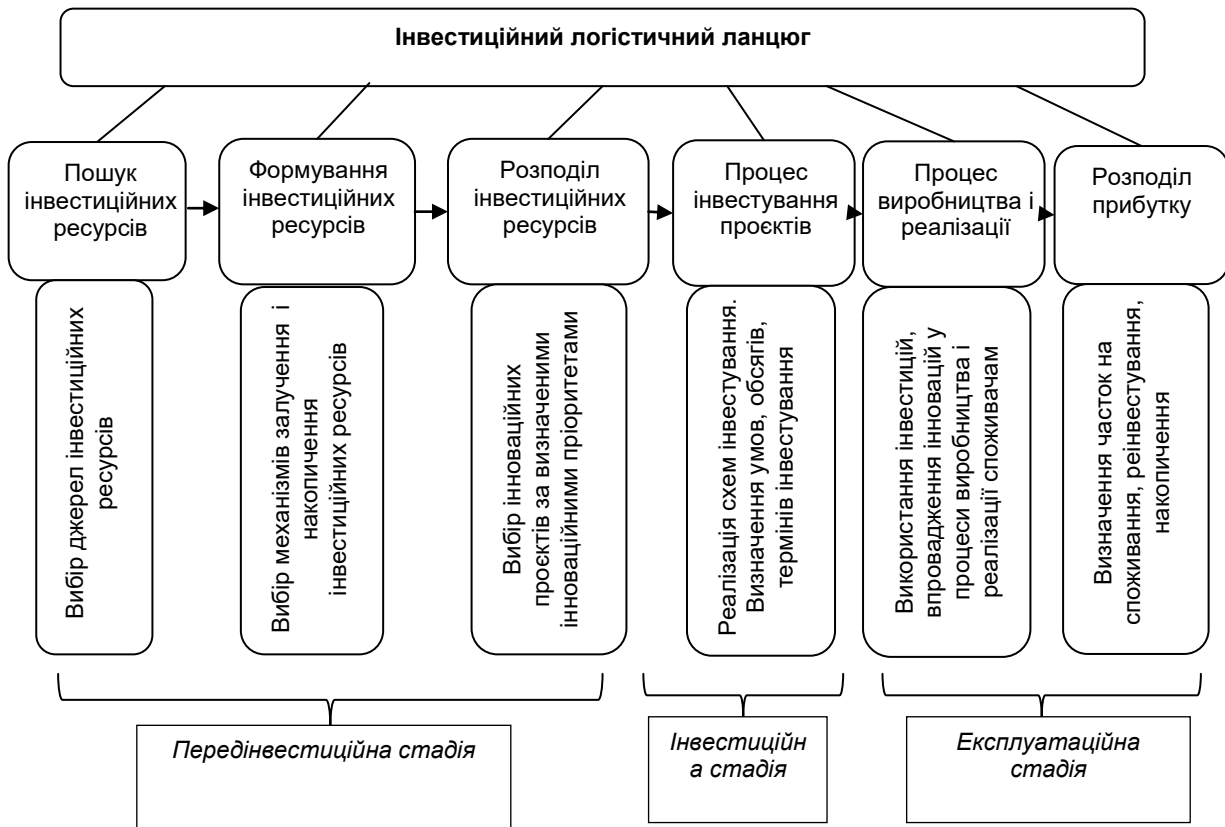 Інвестиційний логістичний ланцюг
Пошук
інвестиційних
ресурсів
Формування
інвестиційних
ресурсів
Розподіл
інвестиційних
ресурсів
Процес
інвестування
проєктів
Процес
виробництва і
реалізації
Розподіл
прибутку
Вибір джерел інвестиційних
ресурсів
Вибір механізмів залучення і
накопичення
інвестиційних ресурсів
Вибір інноваційних
проєктів за визначеними
інноваційними пріоритетами
Реалізація схем інвестування.
Визначення умов, обсягів,
термінів інвестування
Використання інвестицій,
впровадження інновацій у
процеси виробництва і
реалізації споживачам
Визначення часток на
споживання, реінвестування,
накопичення
Передінвестиційна стадія
Інвестиційн
а стадія
Експлуатаційна
стадія